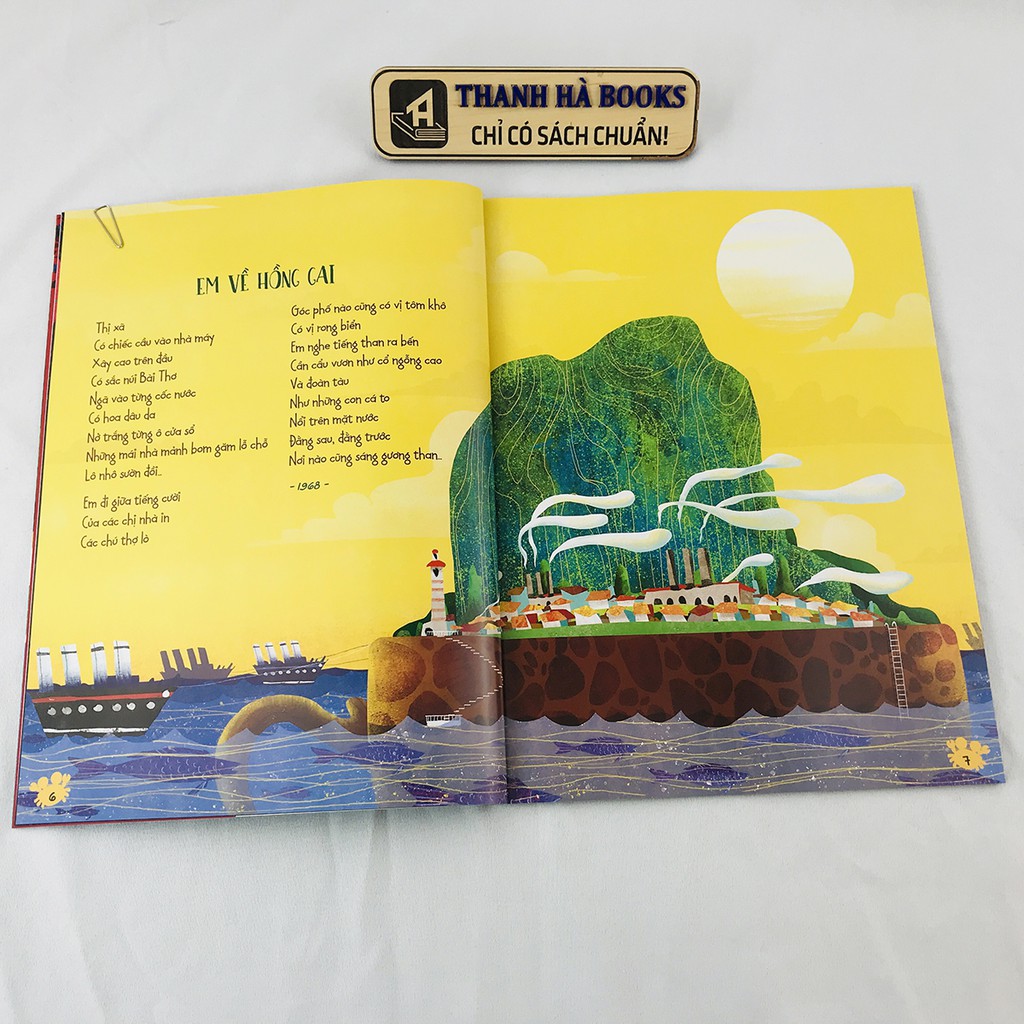 THANH HÀ BOOKS
CHỈ CÓ SÁCH CHUẨN!
EM VỀ HỒNG GAI
Thị xã
Có chiếc cầu vào nhà máy
Xây cao trên đầu
Có sắc núi Bài Thơ
Ngã vào từng cốc nước
Có hoa dâu da
Nở trắng từng ô cửa sổ
Những mái nhà mảnh bom găm lỗ chỗ
Lô nhô sườn đồi...
Em đi giữa tiếng cười
Của các chị nhà in
Các chú thợ lò
Góc phố nào cũng có vị tôm khô
Có vị rong biển
Em nghe tiếng than ra bến
Cần cẩu vươn như cổ ngỗng cao
Và đoàn tàu
Như những con cá to
Nổi trên mặt nước
Đằng sau, đằng trước
Nơi nào cũng sáng gương than...
- 1968 -
6
7